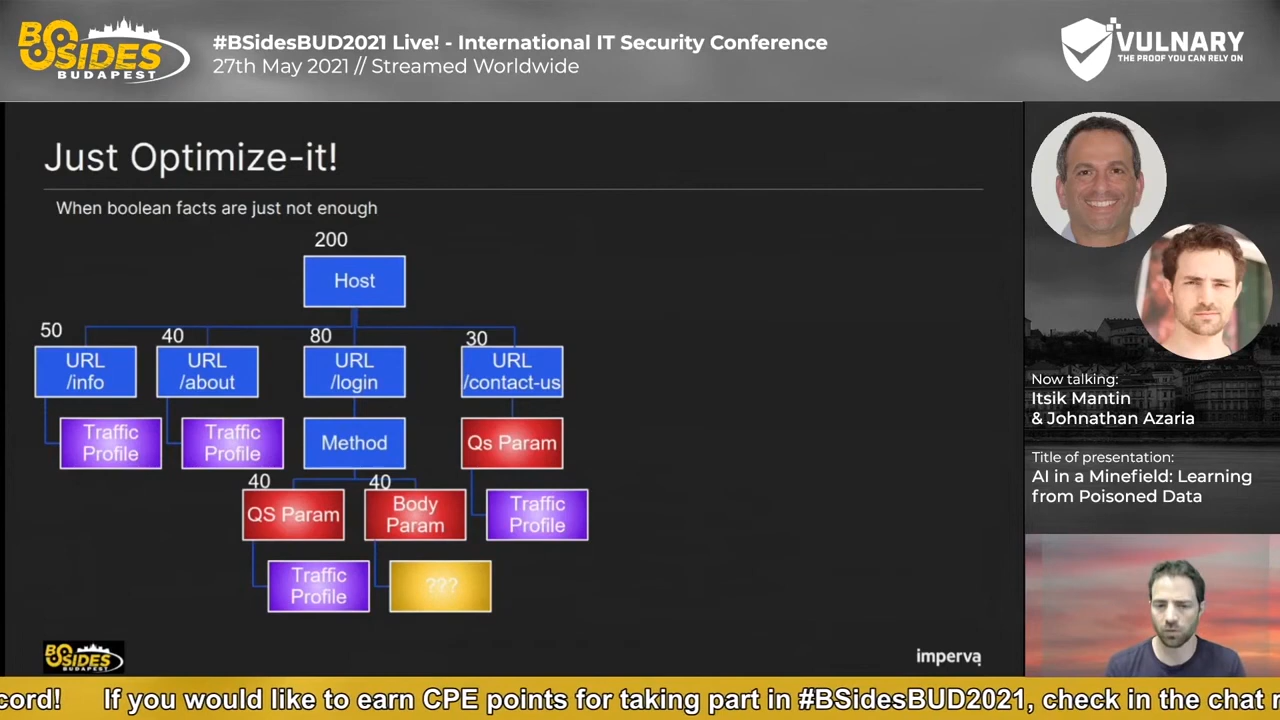 BSIDES
BUDAPEST
#BSidesBUD2021 Live! - International IT Security Conference
27th May 2021 // Streamed Worldwide
VULNARY
THE PROOF YOU CAN RELY ON
Just Optimize-it!
When boolean facts are just not enough
200
Host
50
40
80
30
URL
/info
URL
/about
URL
/login
URL
/contact-us
Traffic
Profile
Traffic
Profile
Method
Qs Param
40
40
QS Param
Body
Param
Traffic
Profile
Traffic
Profile
???
BSIDES
BUDAPEST
imperva
Now talking:
Itsik Mantin
& Johnathan Azaria
Title of presentation:
AI in a Minefield: Learning
from Poisoned Data
cord! If you would like to earn CPE points for taking part in #BSidesBUD2021, check in the chat r